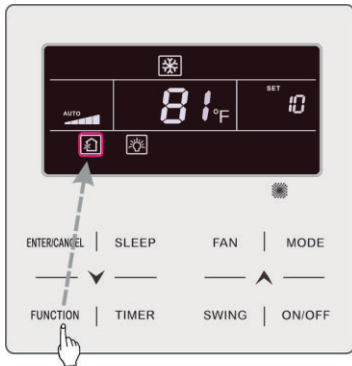 SET
AUTO 81°F 10
ENTER/CANCEL SLEEP FAN MODE
FUNCTION TIMER SWING ON/OFF